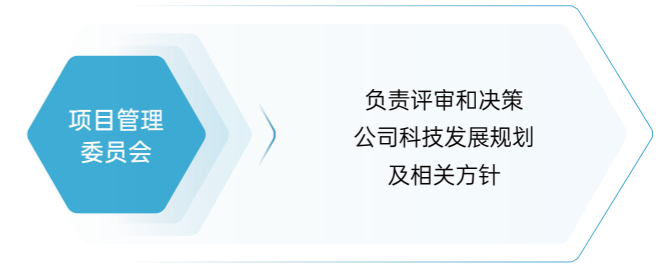 项目管理
委员会
负责评审和决策
公司科技发展规划
及相关方针